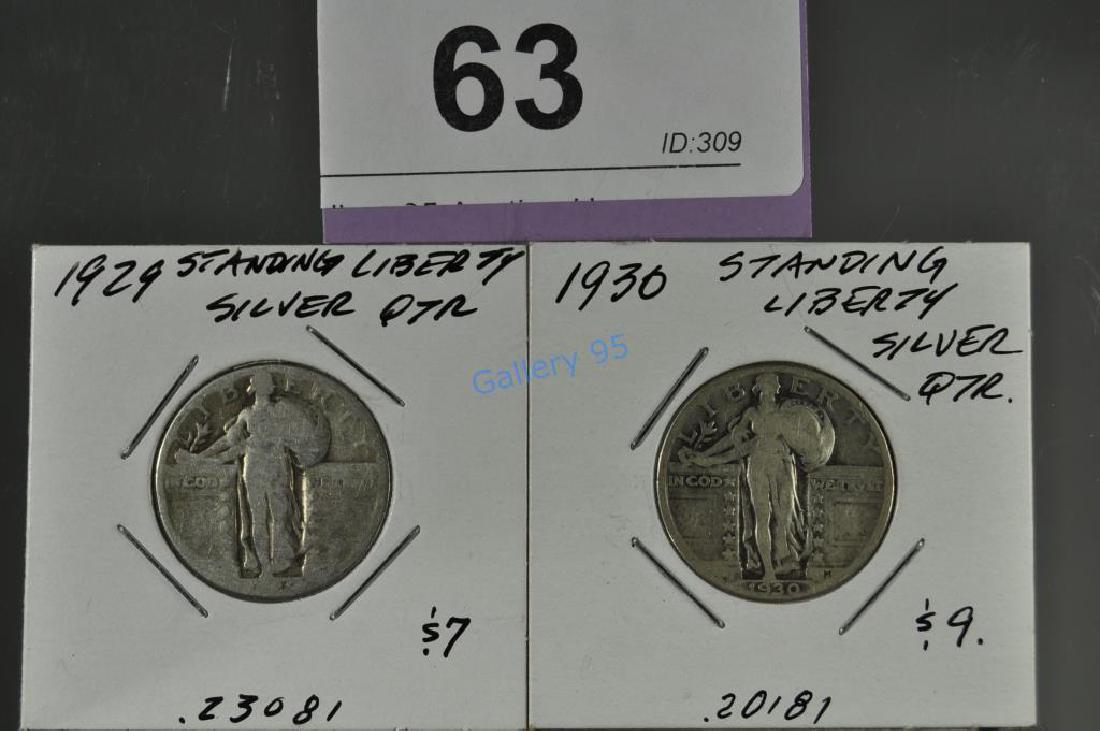 63
ID:309
1929 STANDING LIBERTY
SILVER QTR
1930 STANDING
LIBERTY
SILVER
QTR.
Gallery 95
LIBERTY
IN GOD WE TRUST
LIBERTY
IN GOD WE TRUST
M
1930
$7
$9.
.23081
.20181